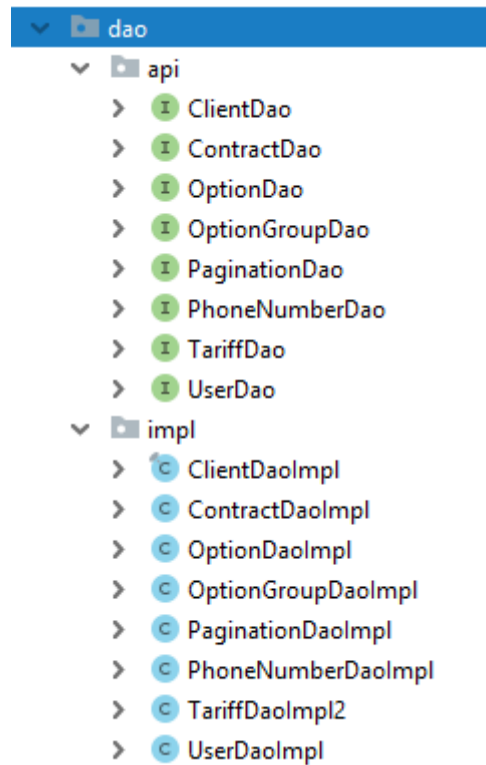 dao
api
I ClientDao
I ContractDao
I OptionDao
I OptionGroupDao
I PaginationDao
I PhoneNumberDao
I TariffDao
I UserDao
impl
C ClientDaoImpl
C ContractDaoImpl
C OptionDaoImpl
C OptionGroupDaoImpl
C PaginationDaoImpl
C PhoneNumberDaoImpl
C TariffDaoImpl2
C UserDaoImpl